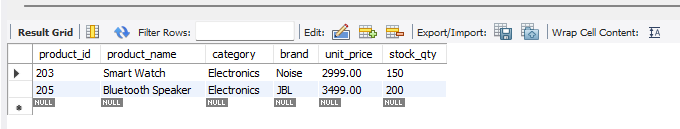 Result Grid Filter Rows: Edit: Export/Import: Wrap Cell Content:
product_id product_name category brand unit_price stock_qty
203 Smart Watch Electronics Noise 2999.00 150
205 Bluetooth Speaker Electronics JBL 3499.00 200
NULL NULL NULL NULL NULL NULL